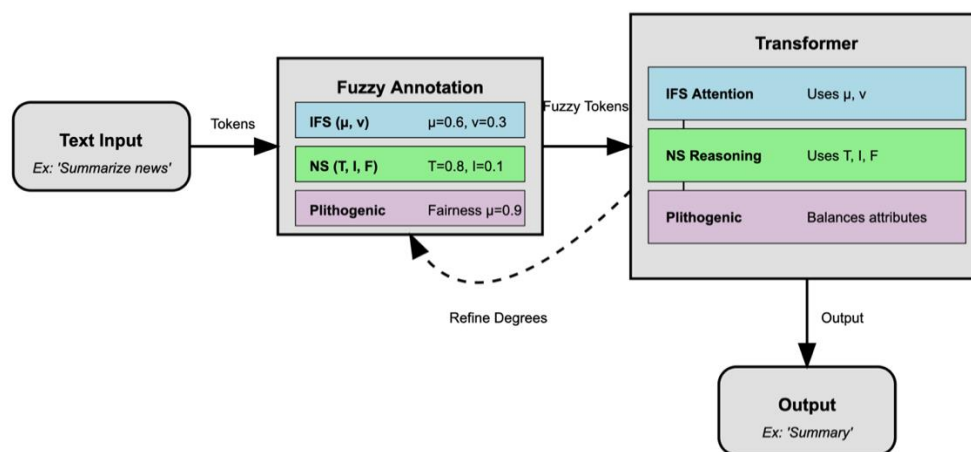 Text Input
Ex: 'Summarize news'
Tokens
Fuzzy Annotation
IFS (μ, ν) μ=0.6, ν=0.3
NS (T, I, F) T=0.8, I=0.1
Plithogenic Fairness μ=0.9
Fuzzy Tokens
Transformer
IFS Attention Uses μ, ν
NS Reasoning Uses T, I, F
Plithogenic Balances attributes
Refine Degrees
Output
Output
Ex: 'Summary'